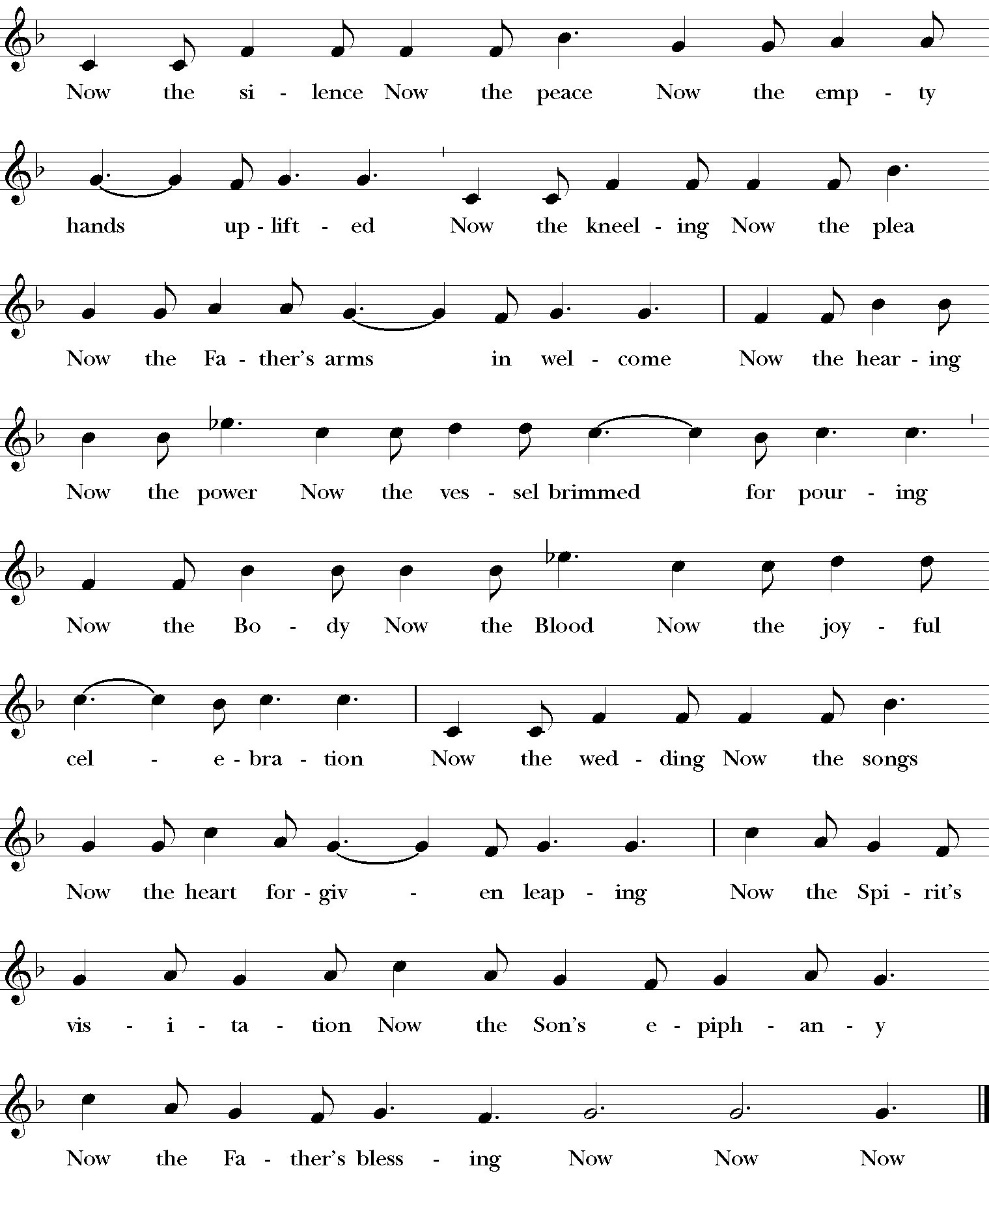 Now the si - lence Now the peace Now the emp - ty
hands up - lift - ed Now the kneel - ing Now the plea
Now the Fa - ther's arms in wel - come Now the hear - ing
Now the power Now the ves - sel brimmed for pour - ing
Now the Bo - dy Now the Blood Now the joy - ful
cel - e - bra - tion Now the wed - ding Now the songs
Now the heart for - giv - en leap - ing Now the Spi - rit's
vis - i - ta - tion Now the Son's e - piph - an - y
Now the Fa - ther's bless - ing Now Now Now